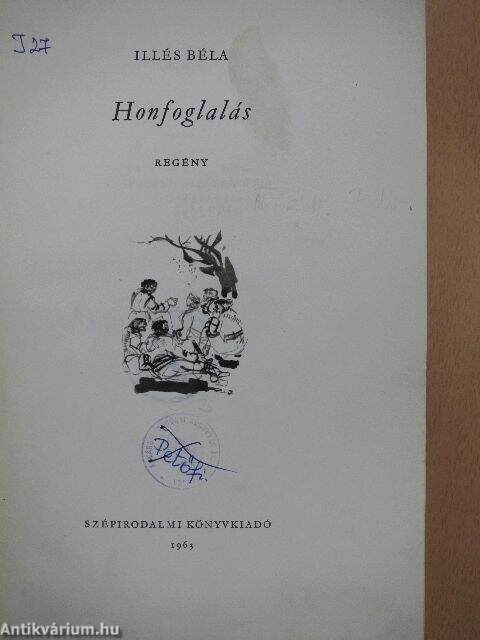 J27
ILLÉS BÉLA
Honfoglalás
REGÉNY
Petőfi
SZÉPIRODALMI KÖNYVKIADÓ
1963
Antikvárium.hu